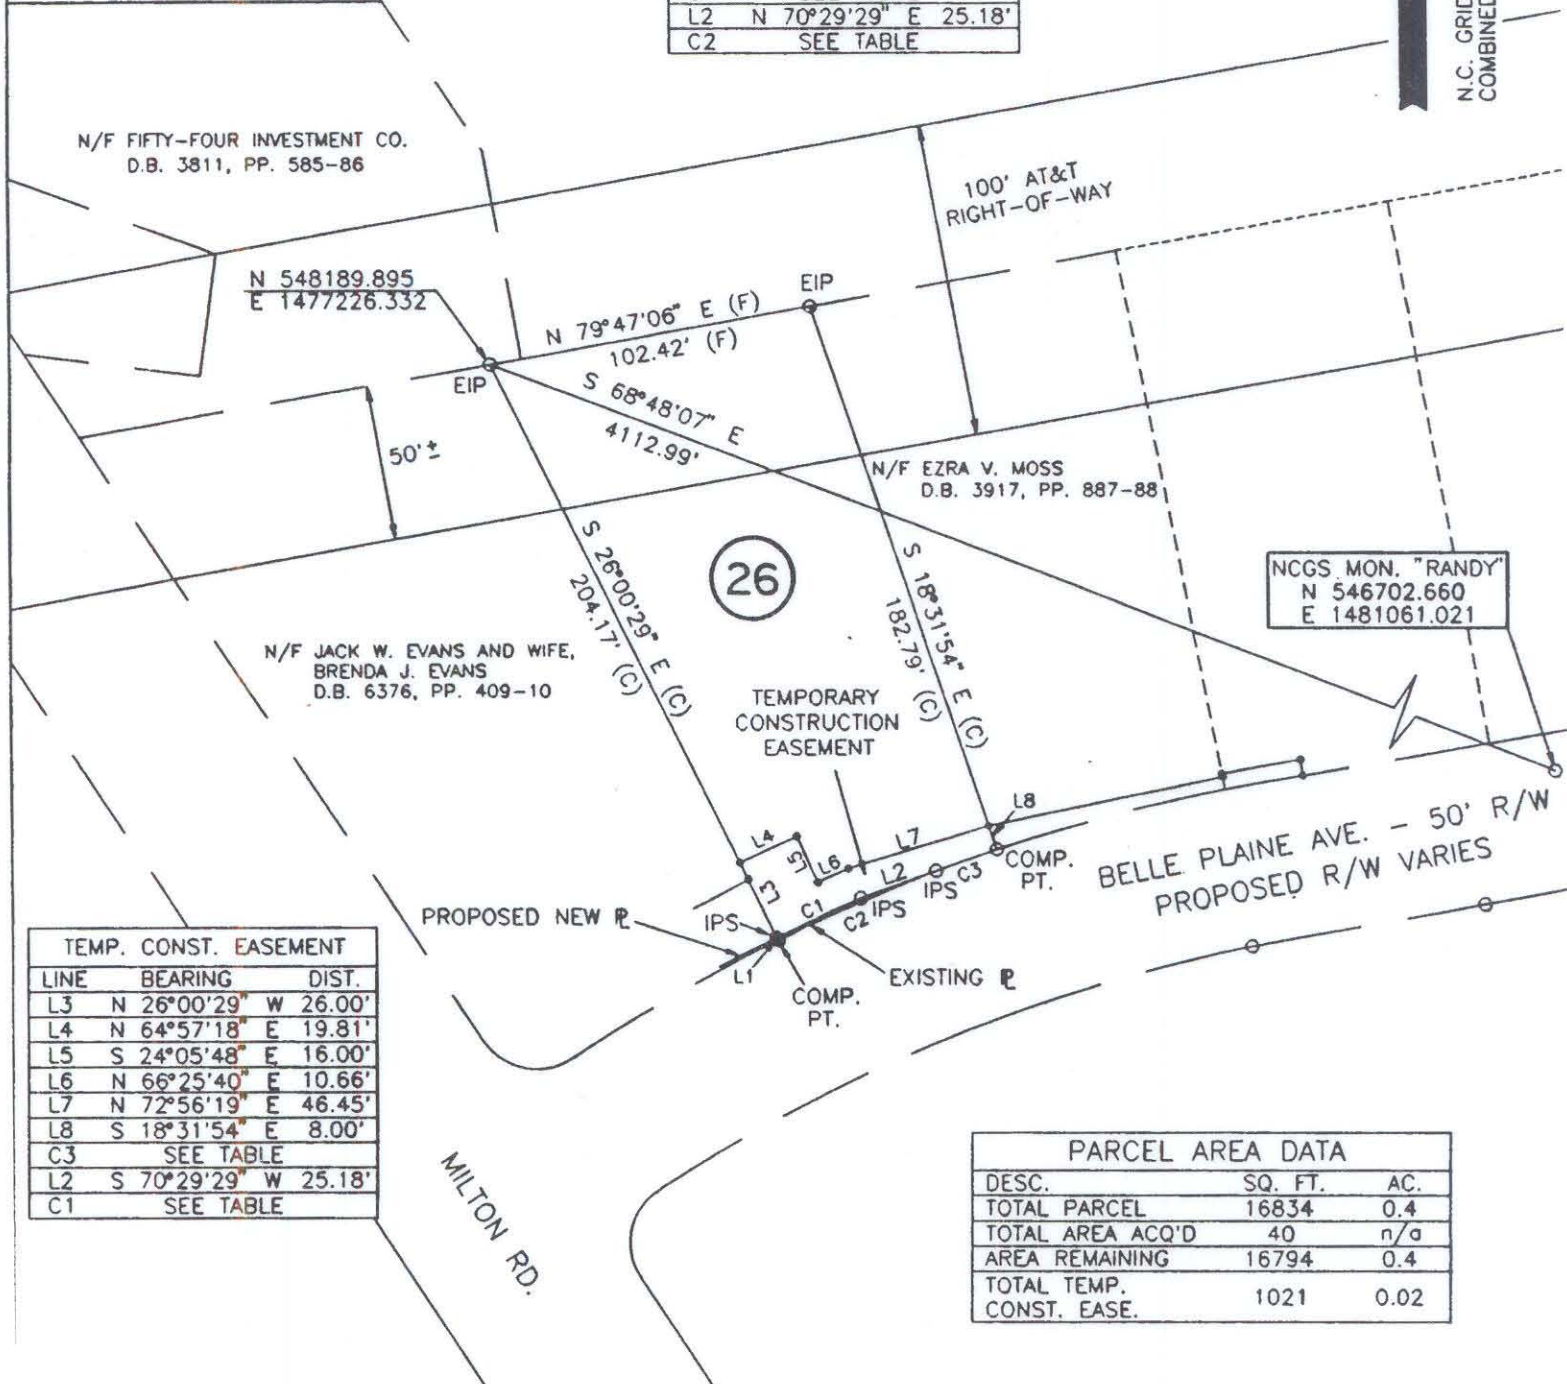 L2 N 70°29'29" E 25.18'
C2 SEE TABLE
N.C. GRID
COMBINED
N/F FIFTY-FOUR INVESTMENT CO.
D.B. 3811, PP. 585-86
100' AT&T
RIGHT-OF-WAY
N 548189.895
E 1477226.332
EIP
N 79°47'06" E (F)
102.42' (F)
EIP
S 68°48'07" E
4112.99'
50'±
N/F EZRA V. MOSS
D.B. 3917, PP. 887-88
S 26°00'29" E (C)
204.17' (C)
26
S 18°31'54" E (C)
182.79' (C)
NCGS MON. "RANDY"
N 546702.660
E 1481061.021
N/F JACK W. EVANS AND WIFE,
BRENDA J. EVANS
D.B. 6376, PP. 409-10
TEMPORARY
CONSTRUCTION
EASEMENT
L8
L4
L5
L7
L6
L3
L2
C3
COMP.
PT.
BELLE PLAINE AVE. - 50' R/W
PROPOSED R/W VARIES
C1
C2
IPS
IPS
IPS
PROPOSED NEW PL
L1
EXISTING PL
COMP.
PT.
TEMP. CONST. EASEMENT
LINE BEARING DIST.
L3 N 26°00'29" W 26.00'
L4 N 64°57'18" E 19.81'
L5 S 24°05'48" E 16.00'
L6 N 66°25'40" E 10.66'
L7 N 72°56'19" E 46.45'
L8 S 18°31'54" E 8.00'
C3 SEE TABLE
L2 S 70°29'29" W 25.18'
C1 SEE TABLE
MILTON RD.
PARCEL AREA DATA
DESC. SQ. FT. AC.
TOTAL PARCEL 16834 0.4
TOTAL AREA ACQ'D 40 n/a
AREA REMAINING 16794 0.4
TOTAL TEMP.
CONST. EASE. 1021 0.02